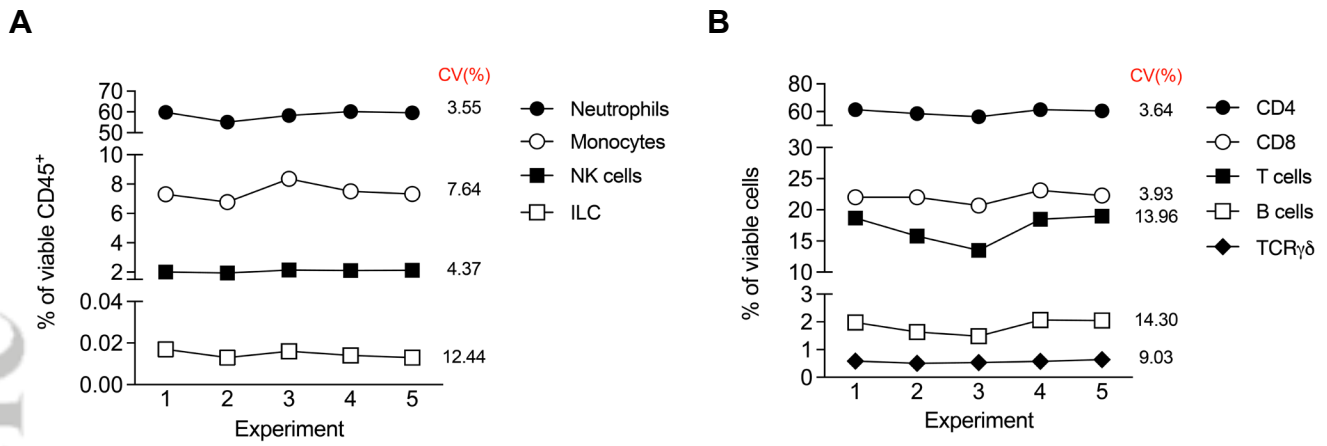 A
CV(%)
% of viable CD45+
70
60
50
10
8
6
4
2
0.04
0.02
0.00
3.55
7.64
4.37
12.44
Neutrophils
Monocytes
NK cells
ILC
1 2 3 4 5
Experiment
B
CV(%)
% of viable cells
80
60
30
25
20
15
10
3
2
1
0
3.64
3.93
13.96
14.30
9.03
CD4
CD8
T cells
B cells
TCRγδ
1 2 3 4 5
Experiment